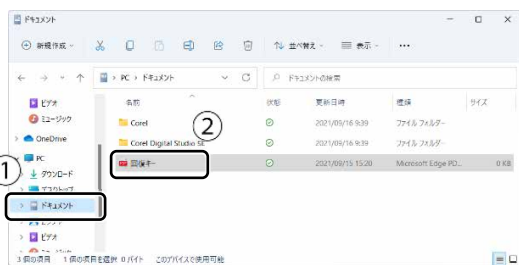 ドキュメント
新規作成
並べ替え
表示
PC > ドキュメント
ドキュメントの検索
名前 状態 更新日時 種類 サイズ
ビデオ
ミュージック
OneDrive
PC
ダウンロード
デスクトップ
ドキュメント
ビデオ
Corel 2021/09/16 9:39 ファイル フォルダー
②
Corel Digital Studio SE 2021/09/16 9:39 ファイル フォルダー
回復キー 2021/09/15 15:20 Microsoft Edge PD... 0 KB
①
3 個の項目 1 個の項目を選択 0 バイト このデバイスで使用可能